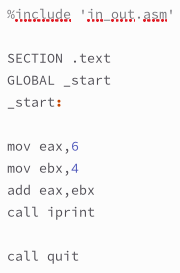 %include 'in_out.asm'
SECTION .text
GLOBAL _start
_start:
mov eax,6
mov ebx,4
add eax,ebx
call iprint
call quit